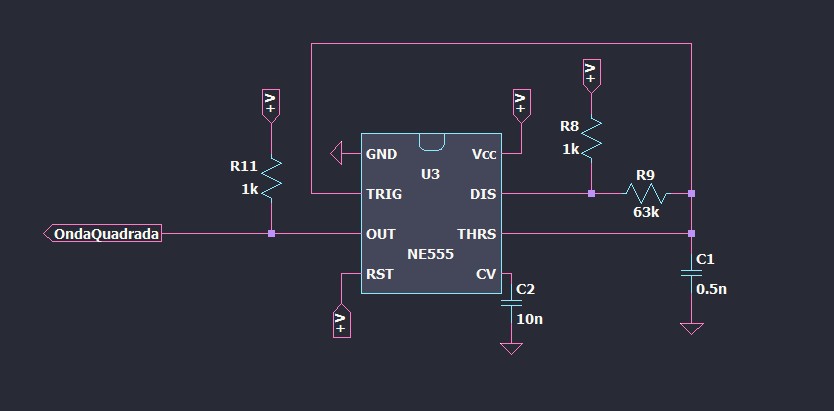 +V
+V
+V
R8
1k
R11
1k
GND
Vcc
U3
R9
63k
TRIG
DIS
OndaQuadrada
OUT
THRS
NE555
RST
CV
C1
0.5n
C2
10n
+V